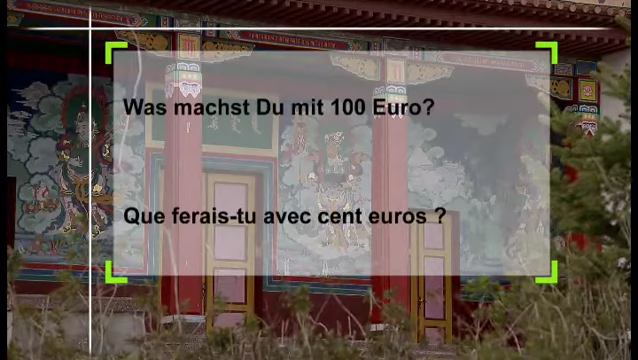 Was machst Du mit 100 Euro?
Que ferais-tu avec cent euros ?